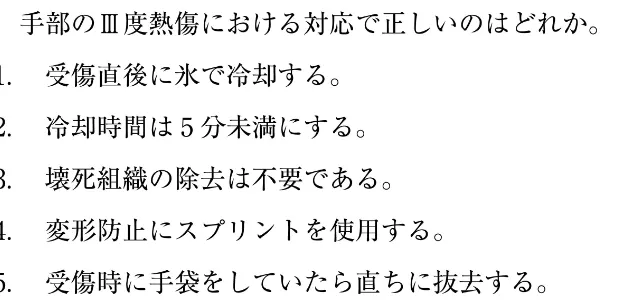 手部のⅢ度熱傷における対応で正しいのはどれか。
1. 受傷直後に氷で冷却する。
2. 冷却時間は5分未満にする。
3. 壊死組織の除去は不要である。
4. 変形防止にスプリントを使用する。
5. 受傷時に手袋をしていたら直ちに抜去する。